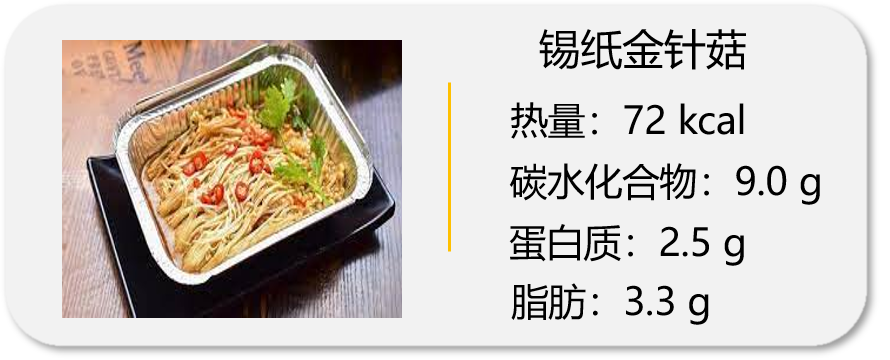 锡纸金针菇
热量：72 kcal
碳水化合物：9.0 g
蛋白质：2.5 g
脂肪：3.3 g